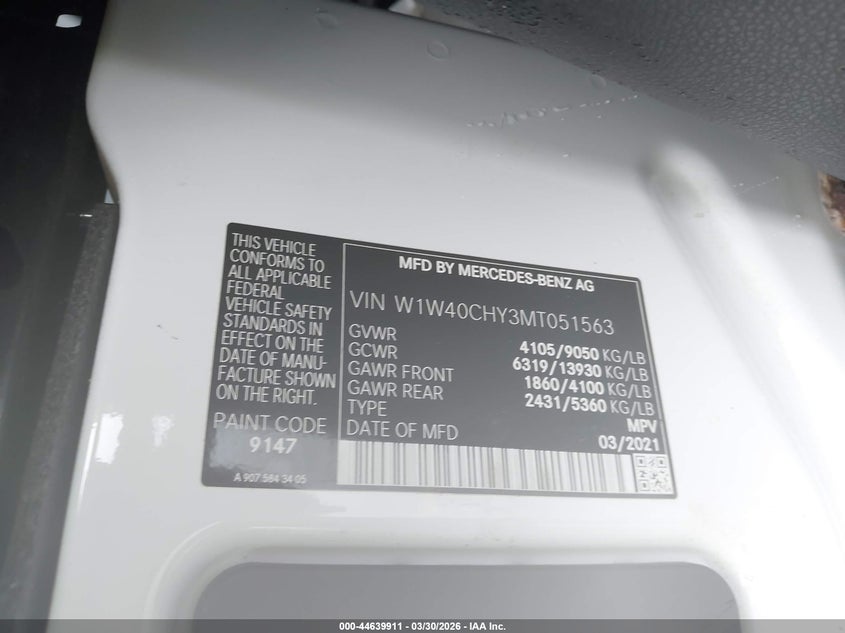 THIS VEHICLE
CONFORMS TO
ALL APPLICABLE
FEDERAL
VEHICLE SAFETY
STANDARDS IN
EFFECT ON THE
DATE OF MANU-
FACTURE SHOWN
ON THE RIGHT.
PAINT CODE
9147
A 907 584 34 05
MFD BY MERCEDES-BENZ AG
VIN W1W40CHY3MT051563
GVWR 4105/9050 KG/LB
GCWR 6319/13930 KG/LB
GAWR FRONT 1860/4100 KG/LB
GAWR REAR 2431/5360 KG/LB
TYPE MPV
DATE OF MFD 03/2021
000-44639911 — 03/30/2026 — IAA Inc.